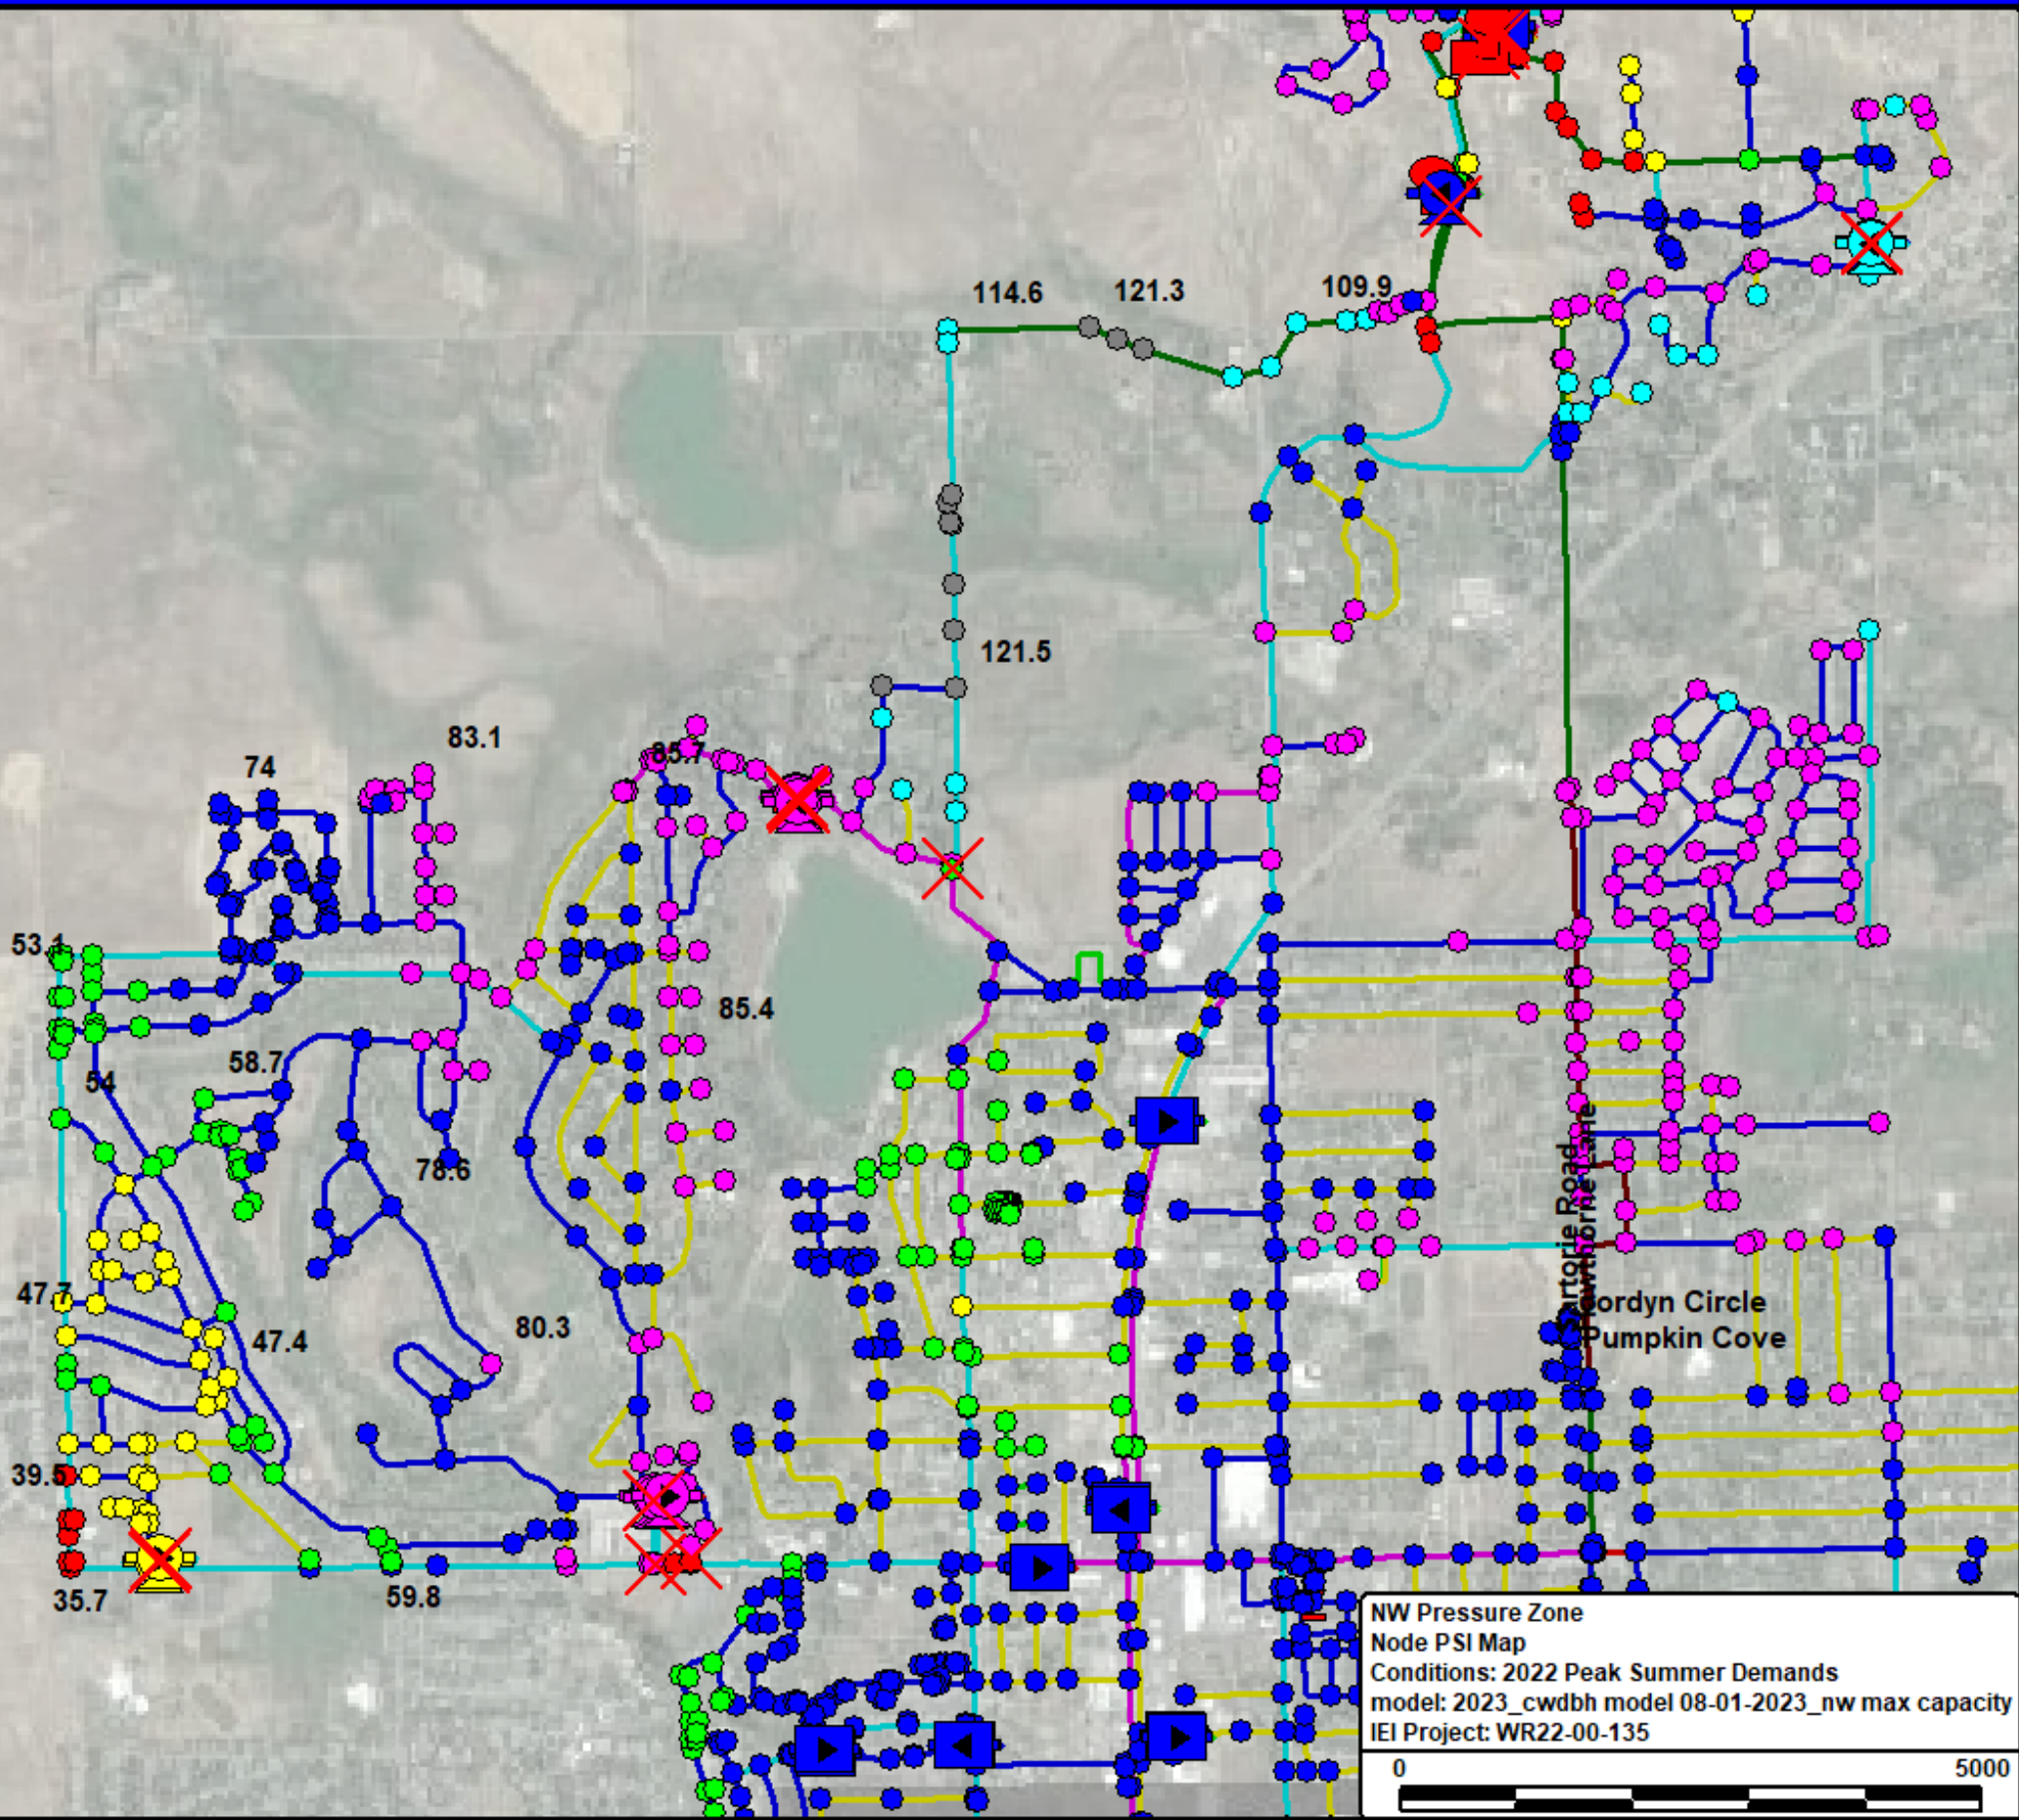 114.6
121.3
109.9
121.5
83.1
85.7
74
53.1
85.4
58.7
54
78.6
47.7
47.4
80.3
39.5
35.7
59.8
Sartorie Road
Hawthorne Lane
Jordyn Circle
Pumpkin Cove
NW Pressure Zone
Node PSI Map
Conditions: 2022 Peak Summer Demands
model: 2023_cwdbh model 08-01-2023_nw max capacity
IEI Project: WR22-00-135
0 5000